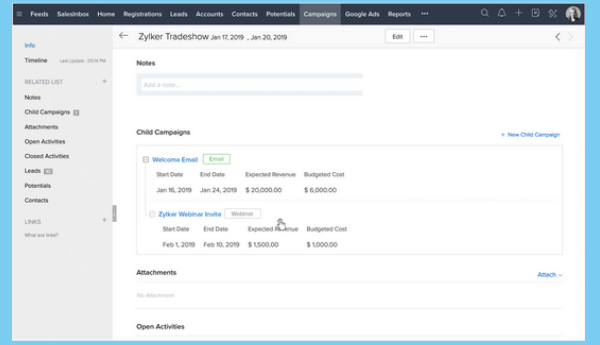 Feeds SalesInbox Home Registrations Leads Accounts Contacts Potentials Campaigns Google Ads Reports •••
Zylker Tradeshow Jan 17, 2019 , Jan 20, 2019 Edit •••
Info
Timeline Last Update : 05:14 PM
RELATED LIST +
Notes
Child Campaigns
Attachments
Open Activities
Closed Activities
Leads
Potentials
Contacts
LINKS +
What are links?
Notes
Add a note...
Child Campaigns + New Child Campaign
Welcome Email Email
Start Date End Date Expected Revenue Budgeted Cost
Jan 16, 2019 Jan 24, 2019 $ 20,000.00 $ 6,000.00
Zylker Webinar Invite Webinar
Start Date End Date Expected Revenue Budgeted Cost
Feb 1, 2019 Feb 10, 2019 $ 1,500.00 $ 1,000.00
Attachments Attach
No Attachment
Open Activities